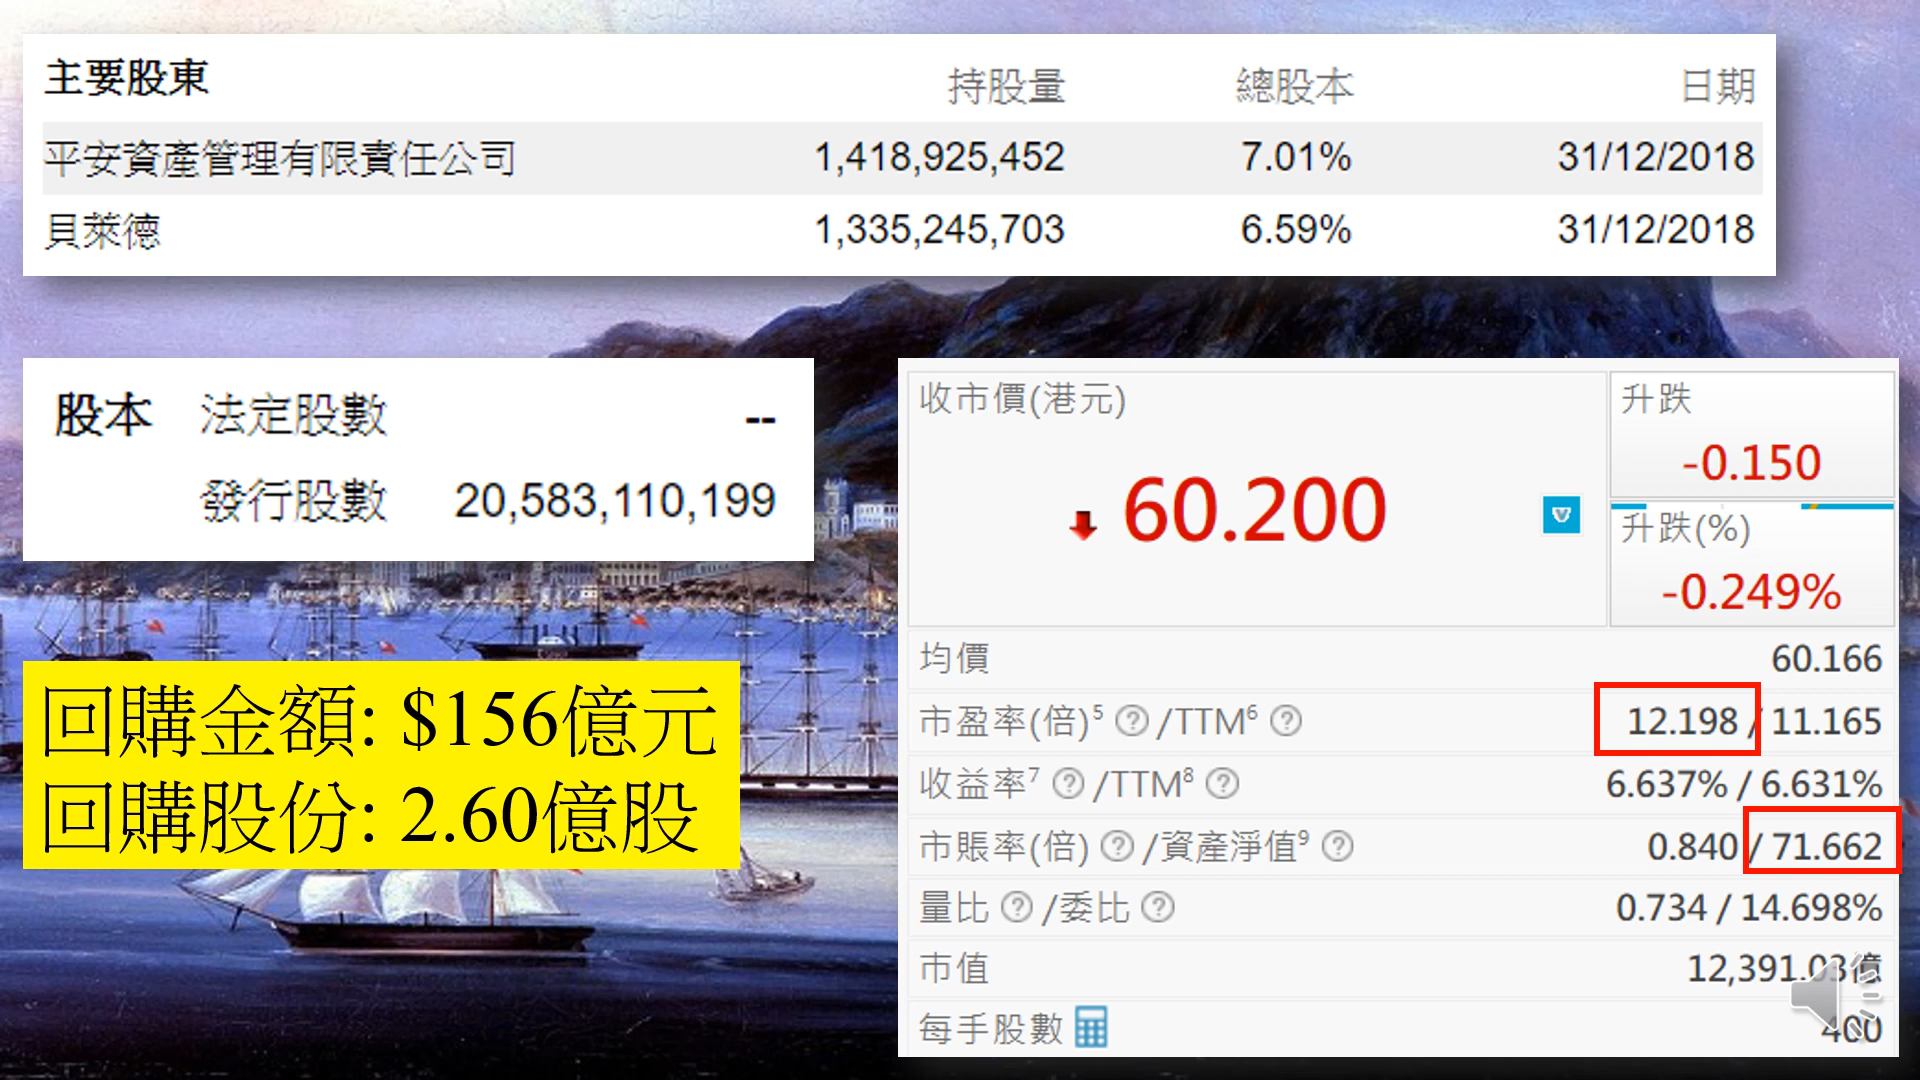 主要股東 持股量 總股本 日期
平安資產管理有限責任公司 1,418,925,452 7.01% 31/12/2018
貝萊德 1,335,245,703 6.59% 31/12/2018
股本 法定股數 --
發行股數 20,583,110,199
回購金額: $156億元
回購股份: 2.60億股
收市價(港元)
60.200
升跌
-0.150
升跌(%)
-0.249%
均價 60.166
市盈率(倍)5 ? /TTM6 ? 12.198 / 11.165
收益率7 ? /TTM8 ? 6.637% / 6.631%
市賬率(倍) ? /資產淨值9 ? 0.840 / 71.662
量比 ? /委比 ? 0.734 / 14.698%
市值 12,391.03億
每手股數 400